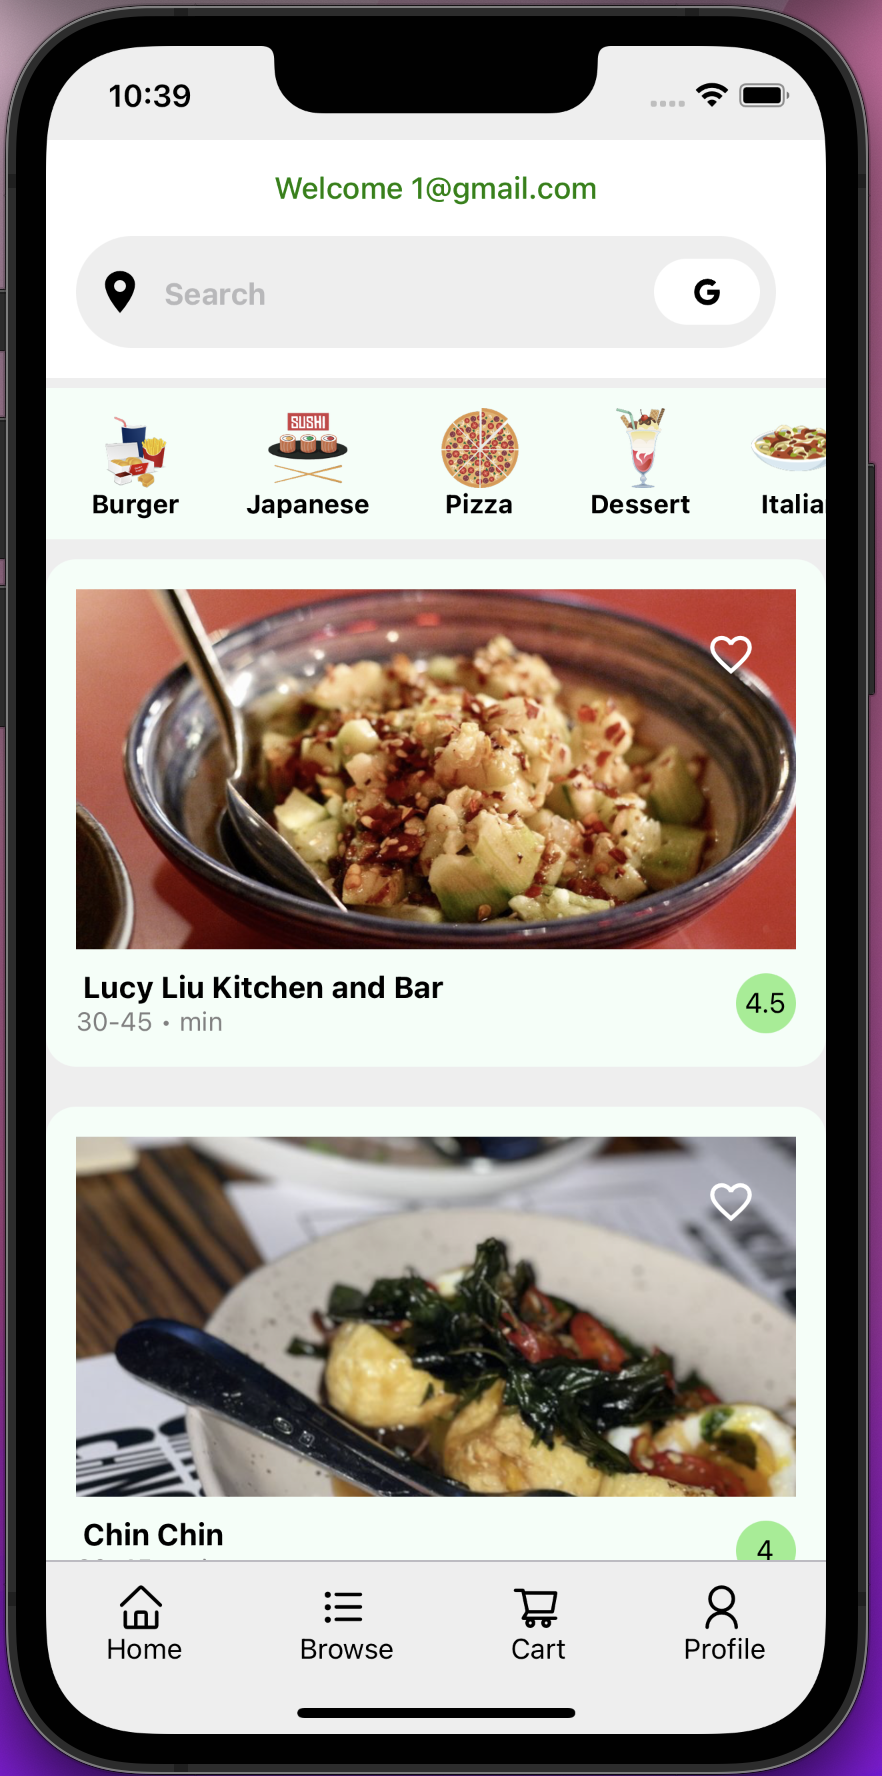 10:39
Welcome 1@gmail.com
Search
G
SUSHI
Burger
Japanese
Pizza
Dessert
Italia
Lucy Liu Kitchen and Bar
4.5
30-45 • min
Chin Chin
4
Home
Browse
Cart
Profile